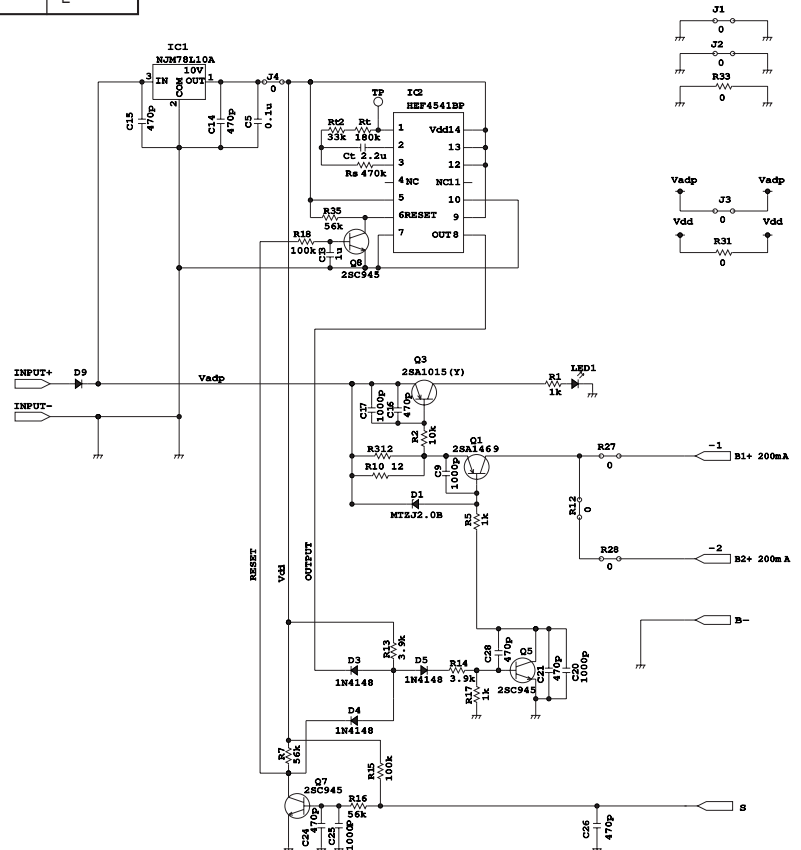 E
J1
0
J2
0
R33
0
IC1
NJM78L10A
10V
3 IN OUT 1
COM
2
C15
470p
C14
470p
C5
0.1u
J4
0
TP
IC2
HEF4541BP
Rt2
33k
Rt
180k
Ct 2.2u
Rs 470k
1
2
3
4 NC
5
6RESET
7
Vdd14
13
12
NC11
10
9
OUT8
R35
56k
R18
100k
C13
1u
Q8
2SC945
Vadp
Vadp
J3
0
Vdd
Vdd
R31
0
INPUT+
D9
Vadp
INPUT-
Q3
2SA1015(Y)
C17
1000p
C16
470p
R2
10k
R1
1k
LED1
R312
R10 12
C9
1000p
Q1
2SA1469
D1
MTZJ2.0B
R5
1k
R27
0
-1
B1+ 200mA
R12
0
R28
0
-2
B2+ 200mA
B-
RESET
Vdd
OUTPUT
R13
3.9k
D3
1N4148
D5
1N4148
R14
3.9k
R17
1k
C28
470p
Q5
2SC945
C21
470p
C20
1000p
D4
1N4148
R7
56k
R15
100k
Q7
2SC945
R16
56k
C24
470p
C25
1000p
C26
470p
S